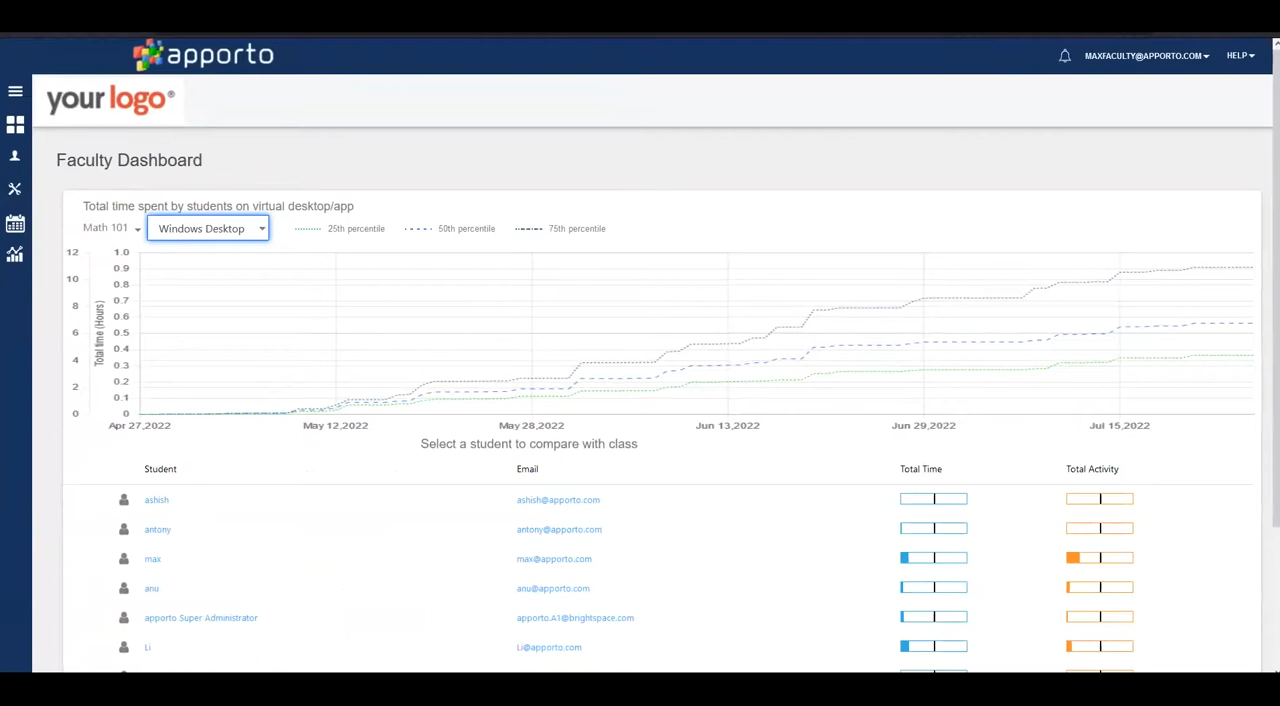 apporto
MAXFACULTY@APPORTO.COM
HELP
your logo®
Faculty Dashboard
Total time spent by students on virtual desktop/app
Math 101
Windows Desktop
25th percentile
50th percentile
75th percentile
12
10
8
6
4
2
0
Total time (Hours)
1.0
0.9
0.8
0.7
0.6
0.5
0.4
0.3
0.2
0.1
0
Apr 27,2022
May 12,2022
May 28,2022
Jun 13,2022
Jun 29,2022
Jul 15,2022
Select a student to compare with class
Student Email Total Time Total Activity
ashish ashish@apporto.com
antony antony@apporto.com
max max@apporto.com
anu anu@apporto.com
apporto Super Administrator apporto.A1@brightspace.com
Li Li@apporto.com